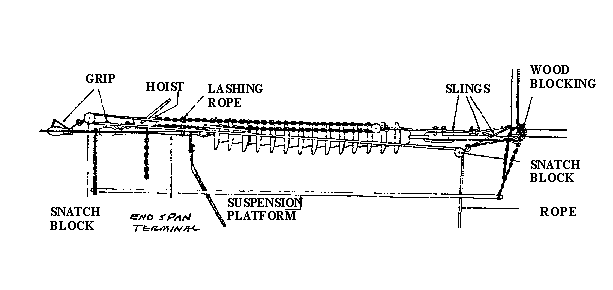 GRIP
HOIST
LASHING
ROPE
SLINGS
WOOD
BLOCKING
SNATCH
BLOCK
SNATCH
BLOCK
END SPAN
TERMINAL
SUSPENSION
PLATFORM
ROPE